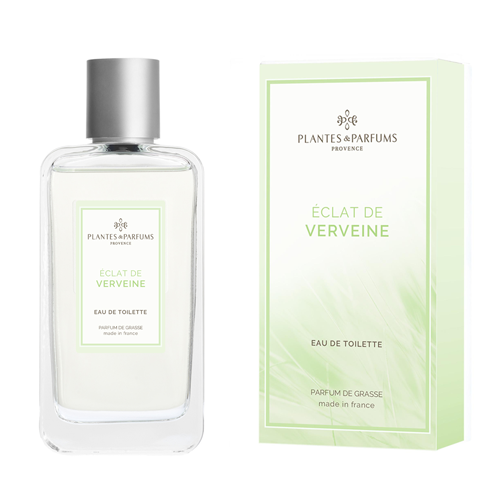 PLANTES & PARFUMS
PROVENCE
ÉCLAT DE
VERVEINE
EAU DE TOILETTE
PARFUM DE GRASSE
made in france
PLANTES & PARFUMS
PROVENCE
ÉCLAT DE
VERVEINE
EAU DE TOILETTE
PARFUM DE GRASSE
made in france